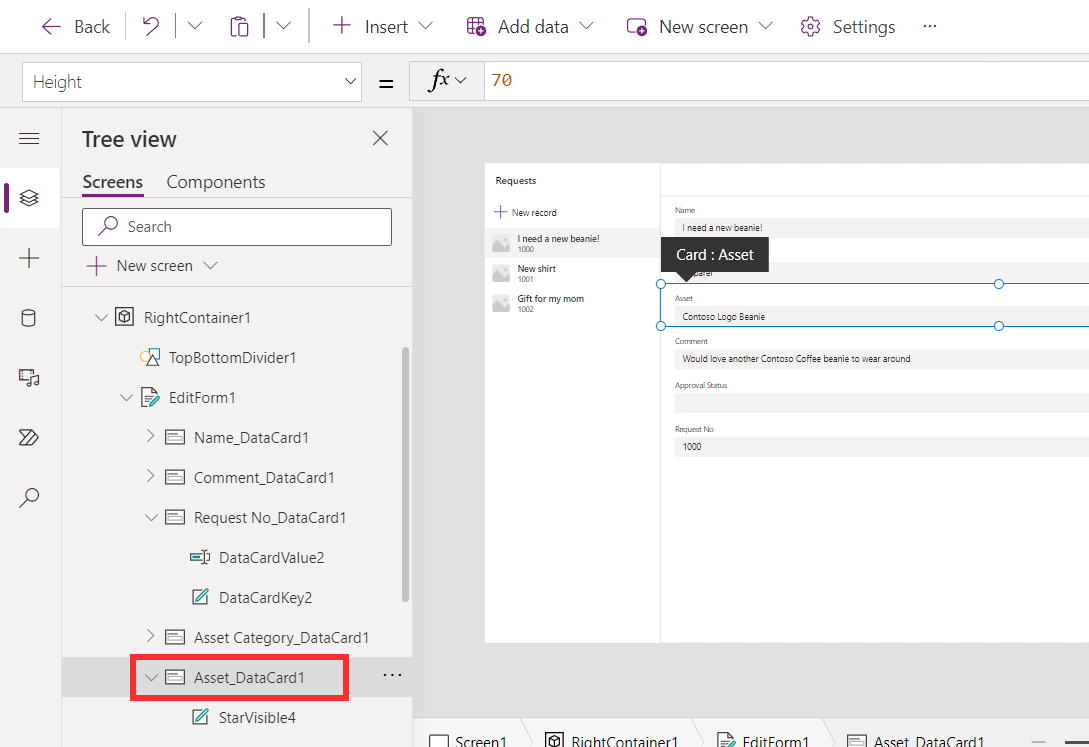 Back
Insert
Add data
New screen
Settings
...
Height
=
fx
70
Tree view
Screens
Components
Search
New screen
RightContainer1
TopBottomDivider1
EditForm1
Name_DataCard1
Comment_DataCard1
Request No_DataCard1
DataCardValue2
DataCardKey2
Asset Category_DataCard1
Asset_DataCard1
...
StarVisible4
Requests
New record
I need a new beanie!
1000
New shirt
1001
Gift for my mom
1002
Name
I need a new beanie!
Card : Asset
Asset
Contoso Logo Beanie
Comment
Would love another Contoso Coffee beanie to wear around
Approval Status
Request No
1000
Screen1
RightContainer1
EditForm1
Asset_DataCard1